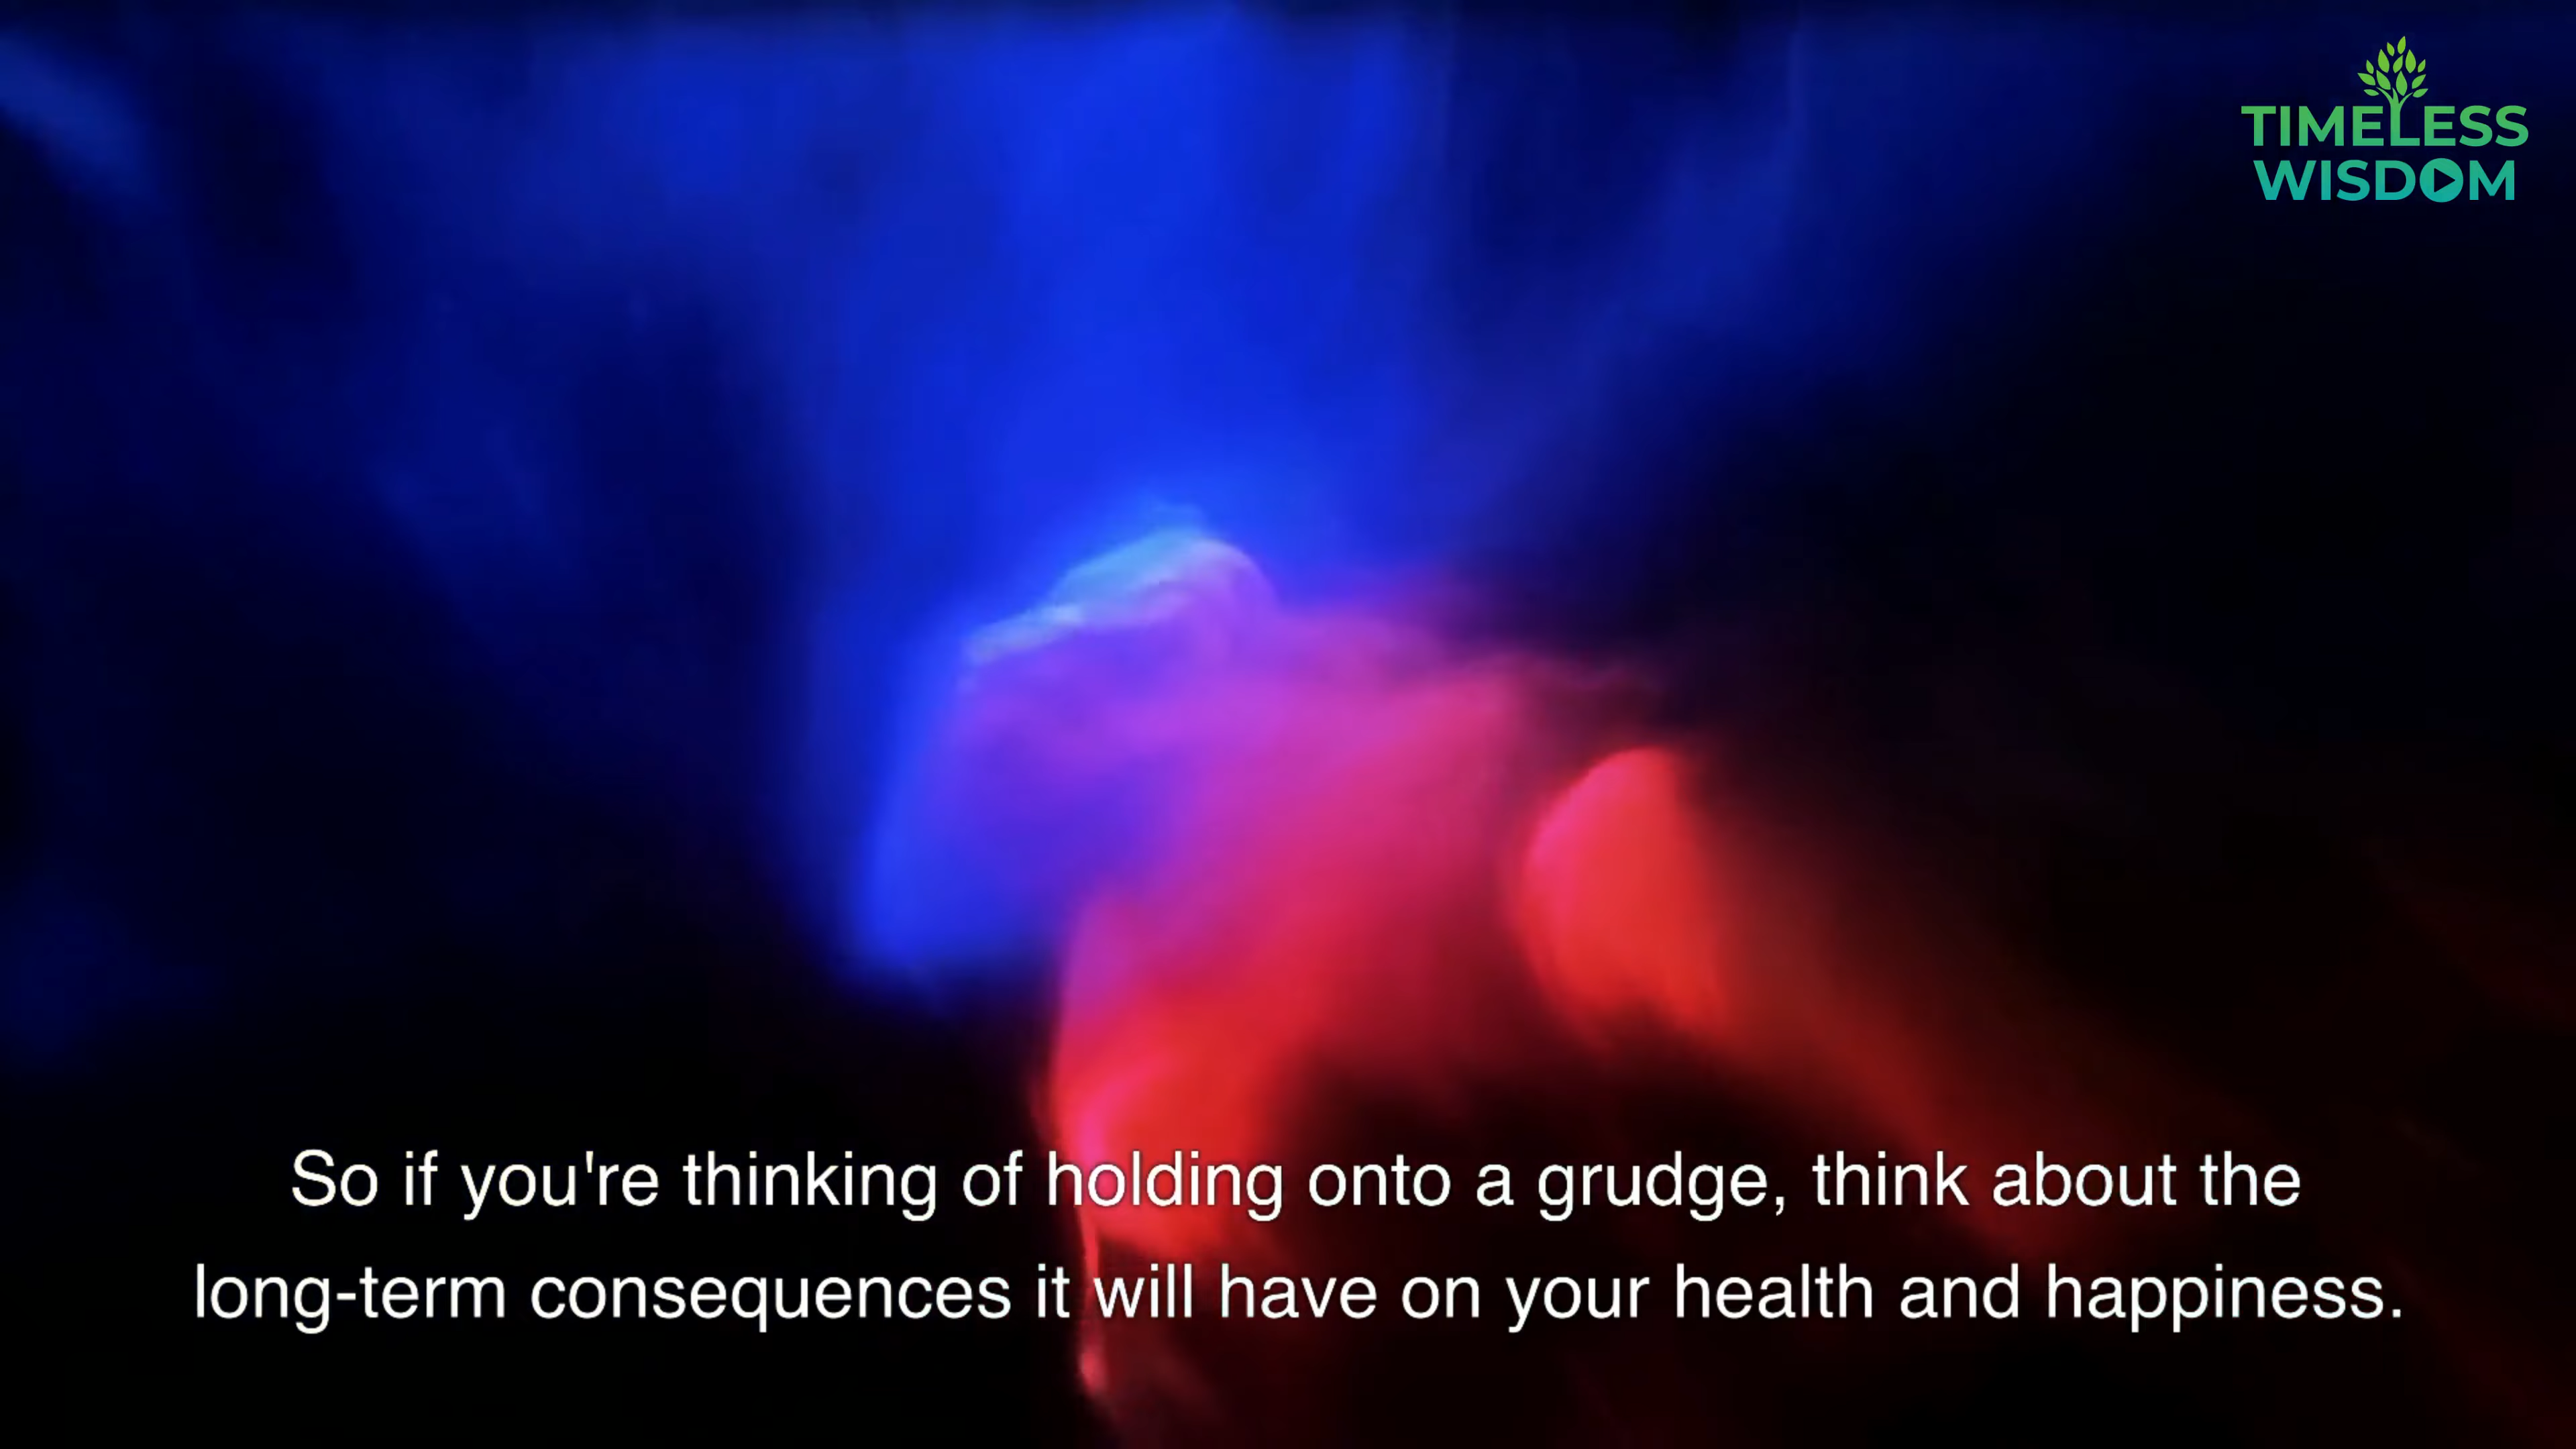 TIMELESS
WISDOM
So if you're thinking of holding onto a grudge, think about the
long-term consequences it will have on your health and happiness.